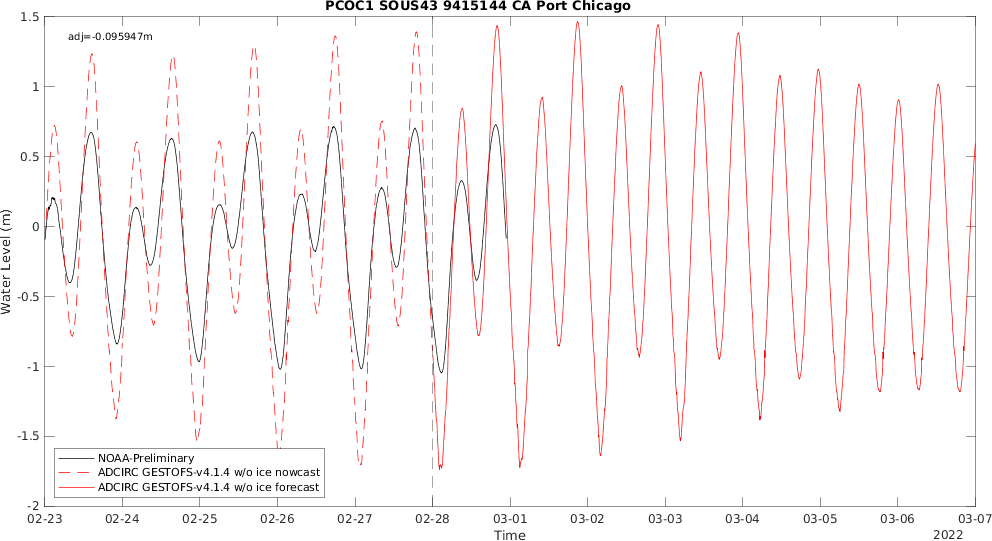 PCOC1 SOUS43 9415144 CA Port Chicago
adj=-0.095947m
1.5
1
0.5
0
-0.5
-1
-1.5
-2
Water Level (m)
NOAA-Preliminary
ADCIRC GESTOFS-v4.1.4 w/o ice nowcast
ADCIRC GESTOFS-v4.1.4 w/o ice forecast
02-23 02-24 02-25 02-26 02-27 02-28 03-01 03-02 03-03 03-04 03-05 03-06 03-07
Time
2022